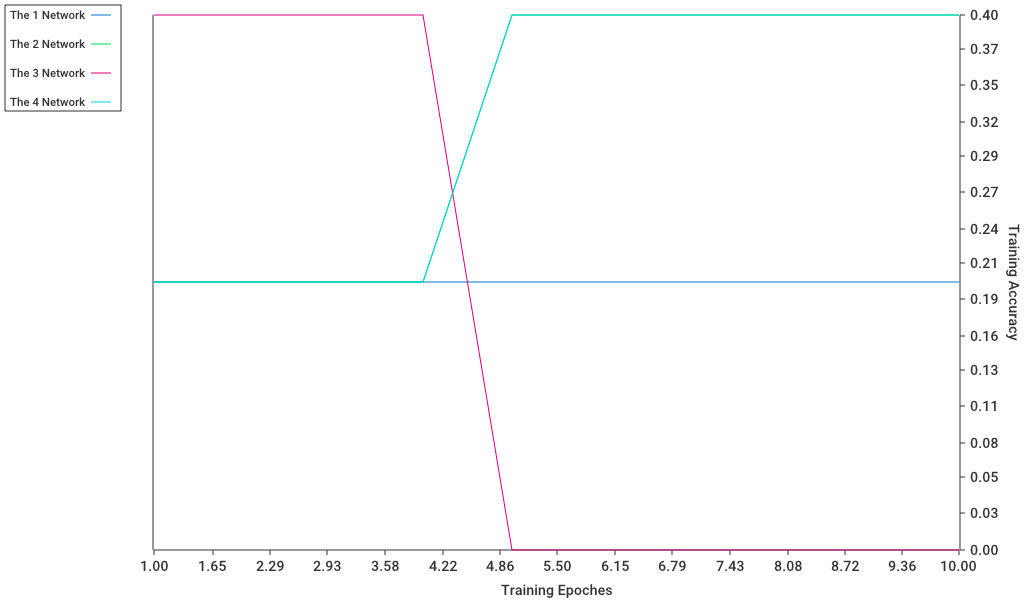 The 1 Network
The 2 Network
The 3 Network
The 4 Network
0.40
0.37
0.35
0.32
0.29
0.27
0.24
0.21
0.19
0.16
0.13
0.11
0.08
0.05
0.03
0.00
Training Accuracy
1.00 1.65 2.29 2.93 3.58 4.22 4.86 5.50 6.15 6.79 7.43 8.08 8.72 9.36 10.00
Training Epoches